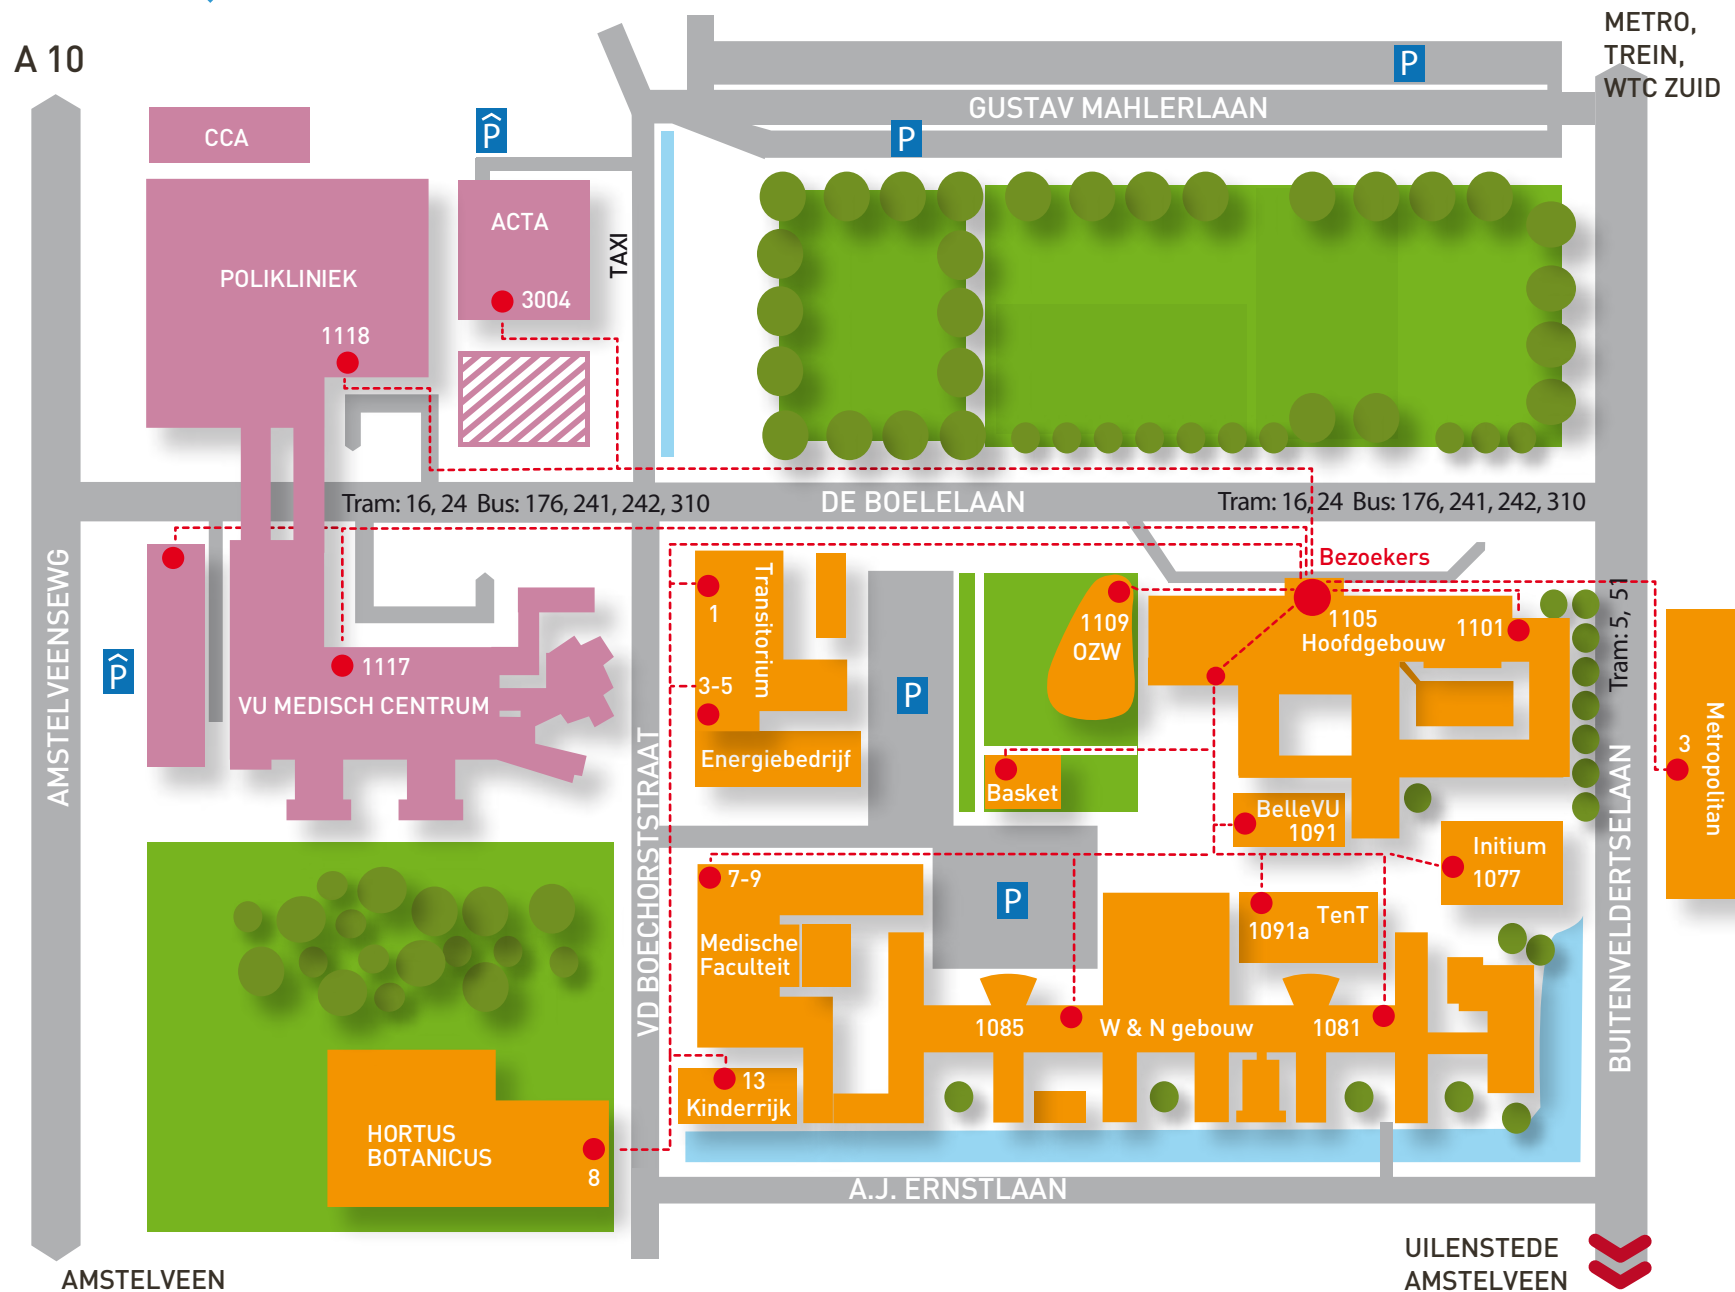 METRO,
TREIN,
WTC ZUID
A 10
P
GUSTAV MAHLERLAAN
P
P
CCA
ACTA
TAXI
POLIKLINIEK
3004
1118
Tram: 16, 24 Bus: 176, 241, 242, 310
DE BOELELAAN
Tram: 16, 24 Bus: 176, 241, 242, 310
AMSTELVEENSEWG
Bezoekers
Transitorium
1
1109
OZW
1105
Hoofdgebouw
1101
Tram: 5, 51
P
1117
VU MEDISCH CENTRUM
3-5
P
Energiebedrijf
Basket
BelleVU
1091
3
Metropolitan
VD BOECHORSTSTRAAT
BUITENVELDERTSELAAN
Initium
1077
7-9
P
TenT
1091a
Medische
Faculteit
1085
W & N gebouw
1081
13
Kinderrijk
HORTUS
BOTANICUS
8
A.J. ERNSTLAAN
AMSTELVEEN
UILENSTEDE
AMSTELVEEN